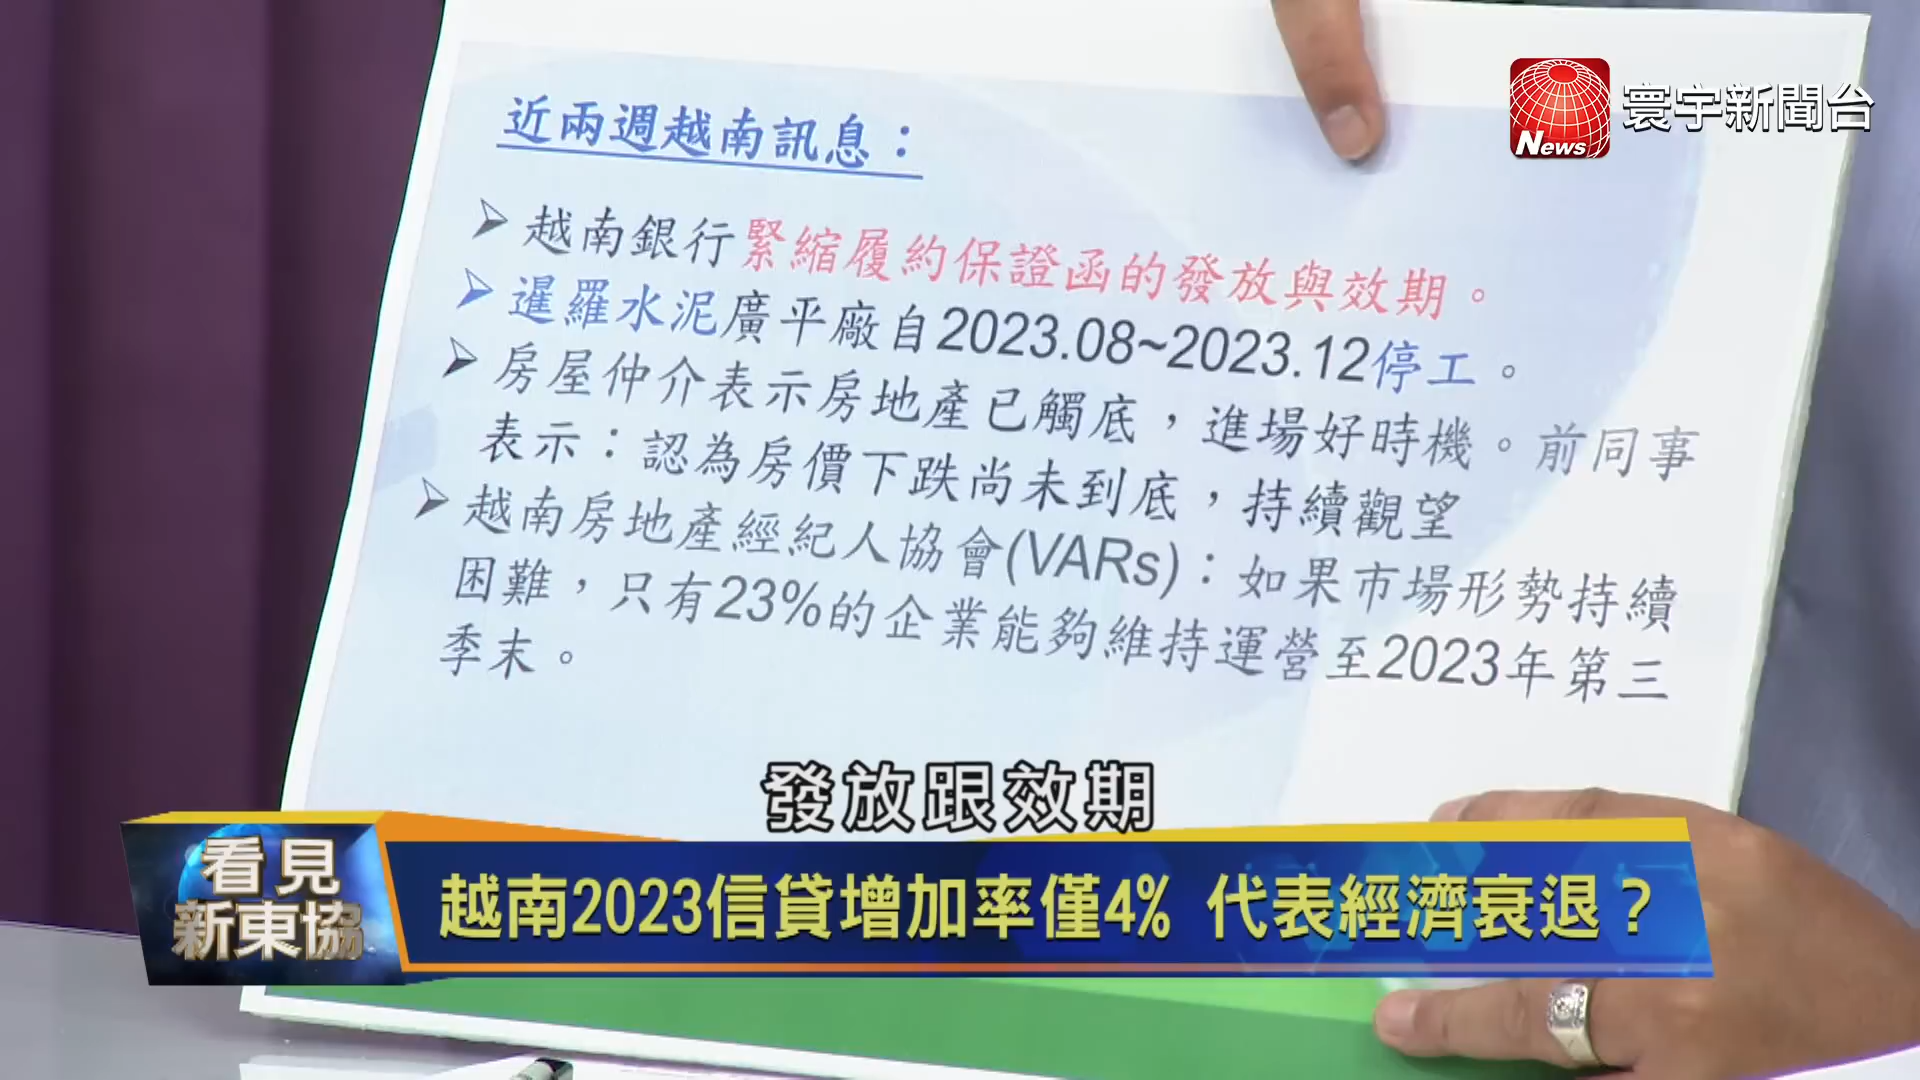 News
寰宇新聞台
近兩週越南訊息：
越南銀行緊縮履約保證函的發放與效期。
暹羅水泥廣平廠自2023.08~2023.12停工。
房屋仲介表示房地產已觸底，進場好時機。前同事
表示：認為房價下跌尚未到底，持續觀望
越南房地產經紀人協會(VARs)：如果市場形勢持續
困難，只有23%的企業能夠維持運營至2023年第三
季末。
發放跟效期
看見
新東協
越南2023信貸增加率僅4% 代表經濟衰退？